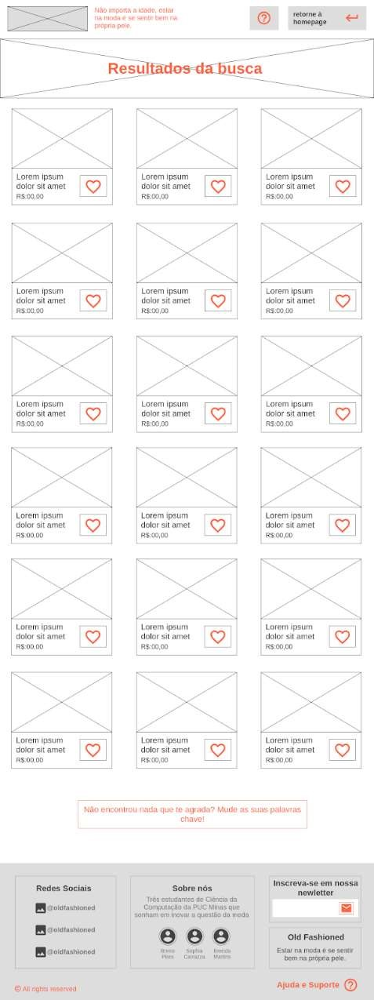 Não importa a idade, estar
na moda é se sentir bem na
própria pele.
retorne à
homepage
Resultados da busca
Lorem ipsum
dolor sit amet
R$:00,00
Lorem ipsum
dolor sit amet
R$:00,00
Lorem ipsum
dolor sit amet
R$:00,00
Lorem ipsum
dolor sit amet
R$:00,00
Lorem ipsum
dolor sit amet
R$:00,00
Lorem ipsum
dolor sit amet
R$:00,00
Lorem ipsum
dolor sit amet
R$:00,00
Lorem ipsum
dolor sit amet
R$:00,00
Lorem ipsum
dolor sit amet
R$:00,00
Lorem ipsum
dolor sit amet
R$:00,00
Lorem ipsum
dolor sit amet
R$:00,00
Lorem ipsum
dolor sit amet
R$:00,00
Lorem ipsum
dolor sit amet
R$:00,00
Lorem ipsum
dolor sit amet
R$:00,00
Lorem ipsum
dolor sit amet
R$:00,00
Lorem ipsum
dolor sit amet
R$:00,00
Lorem ipsum
dolor sit amet
R$:00,00
Lorem ipsum
dolor sit amet
R$:00,00
Não encontrou nada que te agrada? Mude as suas palavras
chave!
Redes Sociais
@oldfashioned
@oldfashioned
@oldfashioned
Sobre nós
Três estudantes de Ciência da
Computação da PUC Minas que
sonham em inovar a questão da moda
Breno
Pires
Sophia
Carrazza
Brenda
Martins
Inscreva-se em nossa
newletter
Old Fashioned
Estar na moda é se sentir
bem na própria pele.
© All rights reserved
Ajuda e Suporte